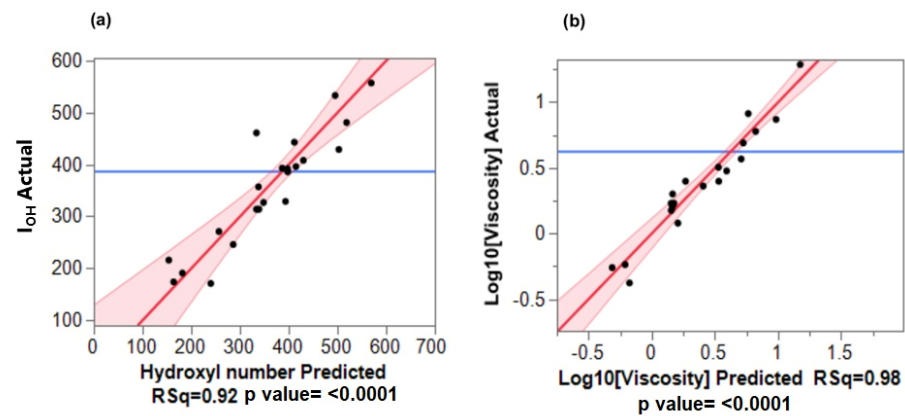 (a)
600
500
400
300
200
100
I_OH Actual
0 100 200 300 400 500 600 700
Hydroxyl number Predicted
RSq=0.92 p value= <0.0001
(b)
1
0.5
0
-0.5
Log10[Viscosity] Actual
-0.5 0 0.5 1 1.5
Log10[Viscosity] Predicted RSq=0.98
p value= <0.0001